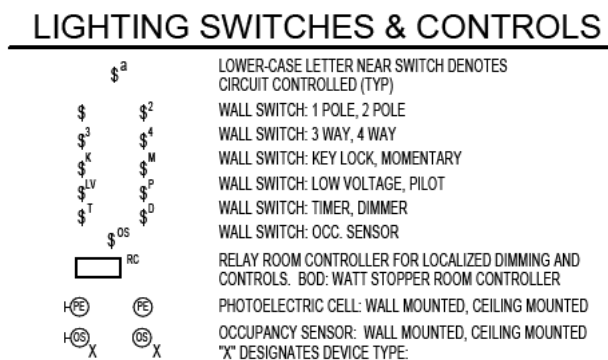 LIGHTING SWITCHES & CONTROLS
$a LOWER-CASE LETTER NEAR SWITCH DENOTES
CIRCUIT CONTROLLED (TYP)
$ $2 WALL SWITCH: 1 POLE, 2 POLE
$3 $4 WALL SWITCH: 3 WAY, 4 WAY
$K $M WALL SWITCH: KEY LOCK, MOMENTARY
$LV $P WALL SWITCH: LOW VOLTAGE, PILOT
$T $D WALL SWITCH: TIMER, DIMMER
$OS WALL SWITCH: OCC. SENSOR
RC RELAY ROOM CONTROLLER FOR LOCALIZED DIMMING AND
CONTROLS. BOD: WATT STOPPER ROOM CONTROLLER
PE PE PHOTOELECTRIC CELL: WALL MOUNTED, CEILING MOUNTED
OS OS OCCUPANCY SENSOR: WALL MOUNTED, CEILING MOUNTED
X X "X" DESIGNATES DEVICE TYPE: